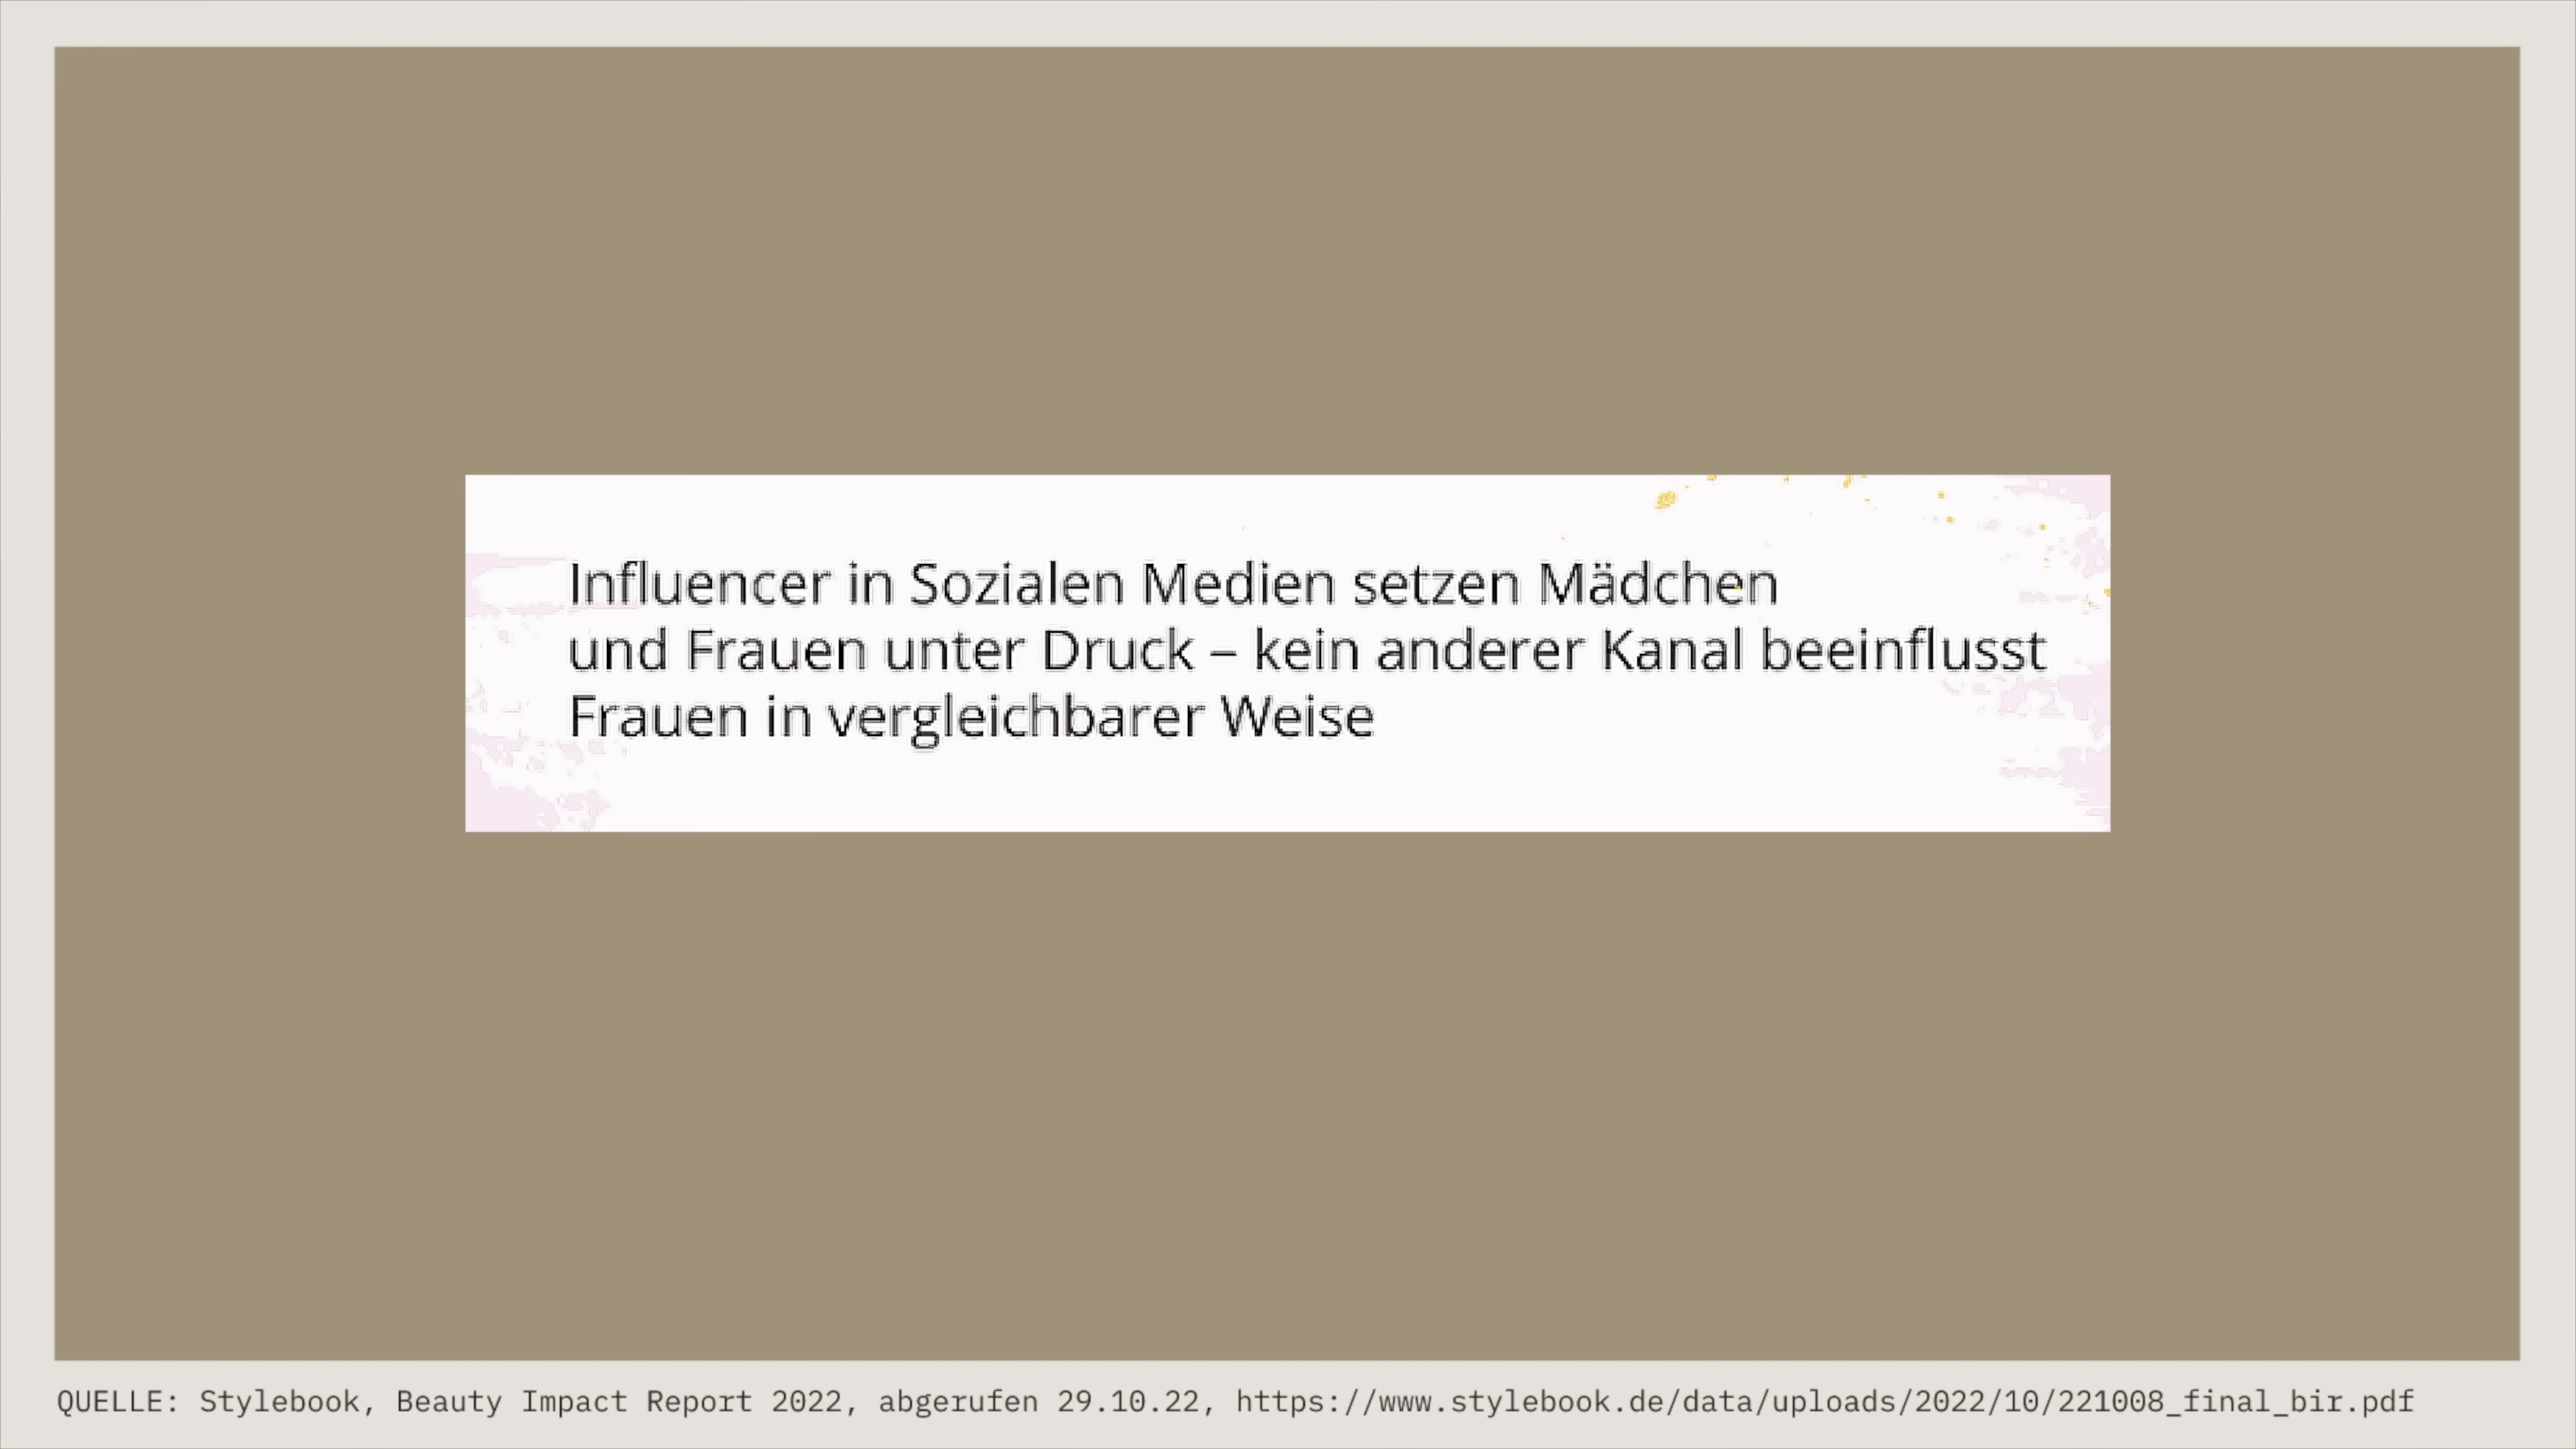 Influencer in Sozialen Medien setzen Mädchen
und Frauen unter Druck – kein anderer Kanal beeinflusst
Frauen in vergleichbarer Weise
QUELLE: Stylebook, Beauty Impact Report 2022, abgerufen 29.10.22, https://www.stylebook.de/data/uploads/2022/10/221008_final_bir.pdf